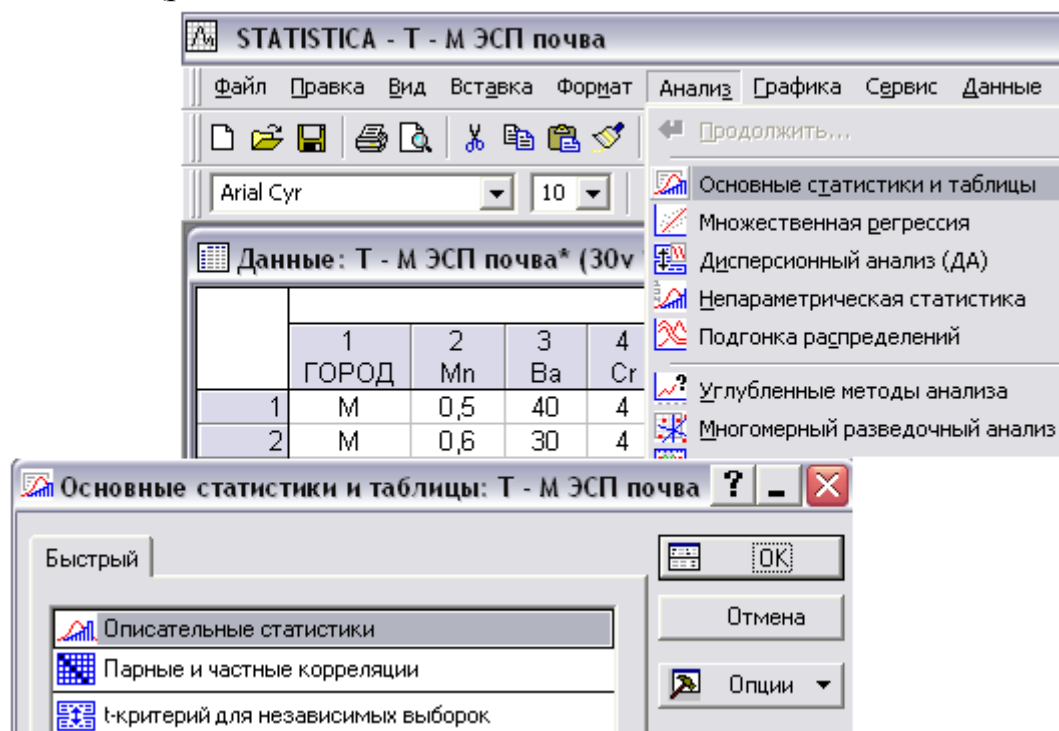 STATISTICA - Т - М ЭСП почва
Файл Правка Вид Вставка Формат Анализ Графика Сервис Данные
Продолжить...
Arial Cyr 10
Основные статистики и таблицы
Множественная регрессия
Данные: Т - М ЭСП почва* (30v
Дисперсионный анализ (ДА)
Непараметрическая статистика
Подгонка распределений
1 2 3 4
ГОРОД Mn Ba Cr
Углубленные методы анализа
1 М 0,5 40 4
2 М 0,6 30 4
Многомерный разведочный анализ
Основные статистики и таблицы: Т - М ЭСП почва
Быстрый
OK
Описательные статистики
Отмена
Парные и частные корреляции
Опции
t-критерий для независимых выборок